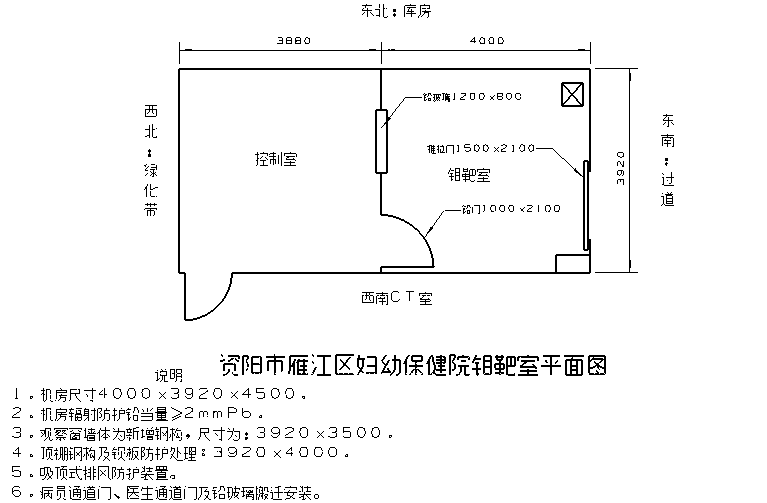 东北：库房
3880
4000
西北：绿化带
东南：过道
3920
铅玻璃1200×800
推拉门1500×2100
控制室
钼靶室
铅门1000×2100
西南CT室
资阳市雁江区妇幼保健院钼靶室平面图
说明
1．机房尺寸4000×3920×4500．
2．机房辐射防护铅当量≥2mmPb．
3．观察窗墙体为新增钢构，尺寸为：3920×3500．
4．顶棚钢构及钡板防护处理：3920×4000．
5．吸顶式排风防护装置。
6．病员通道门、医生通道门及铅玻璃搬迁安装。